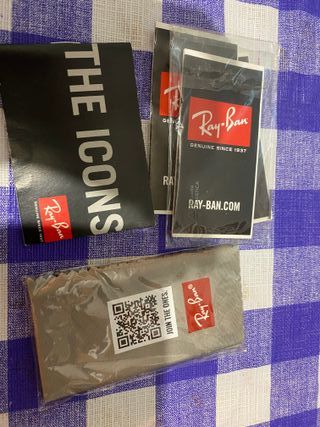 THE ICONS
Ray-Ban
Ray-Ban
GENUINE SINCE 1937
RAY-BAN.COM
JOIN THE ONES.
Ray-Ban